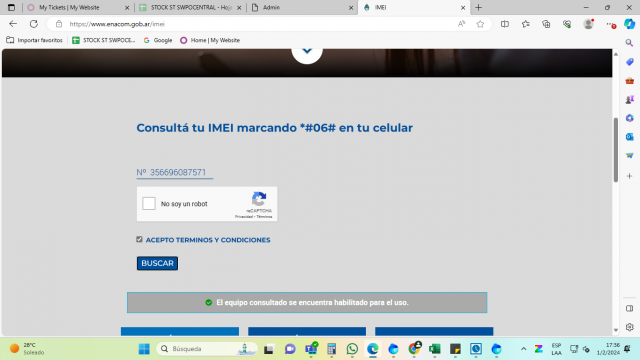 My Tickets | My Website
STOCK ST SWPOCENTRAL - Hoj
Admin
IMEI
https://www.enacom.gob.ar/imei
Importar favoritos
STOCK ST SWPOCE...
Google
Home | My Website
Consultá tu IMEI marcando *#06# en tu celular
Nº 356696087571
No soy un robot
reCAPTCHA
Privacidad - Términos
ACEPTO TERMINOS Y CONDICIONES
BUSCAR
El equipo consultado se encuentra habilitado para el uso.
28°C
Soleado
Búsqueda
ESP
LAA
17:36
1/2/2024